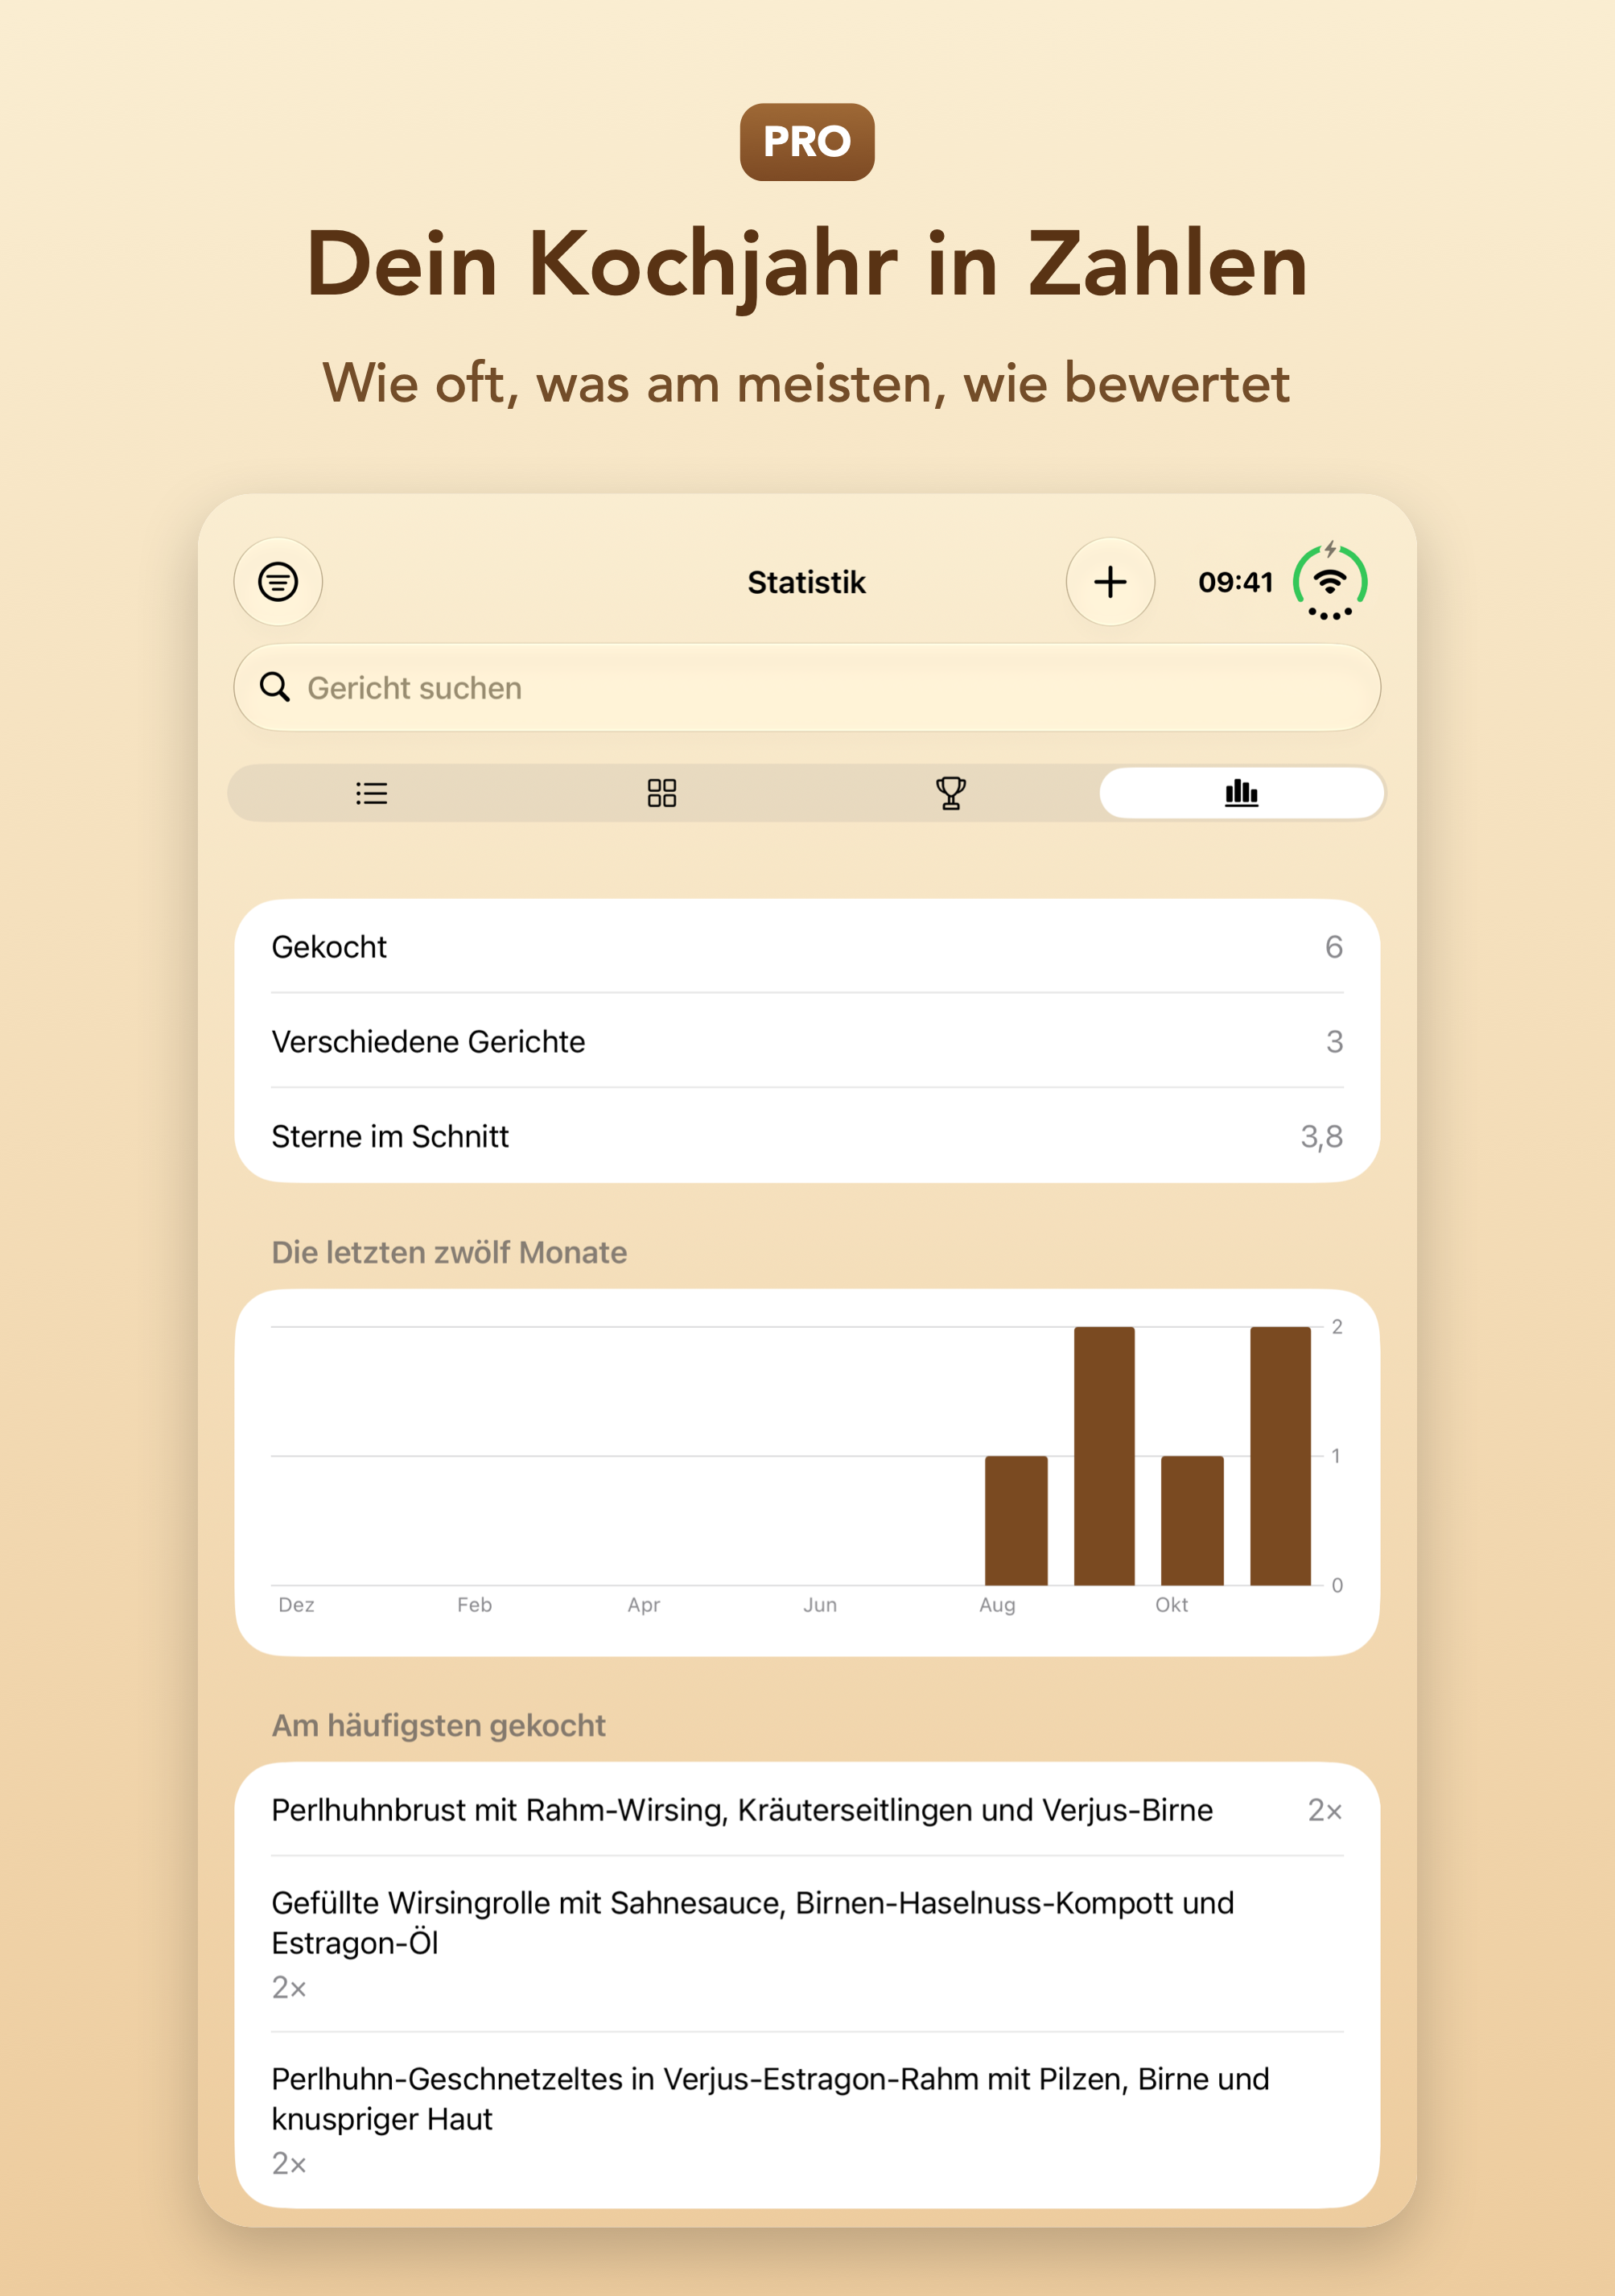 PRO
Dein Kochjahr in Zahlen
Wie oft, was am meisten, wie bewertet
Statistik
09:41
Gericht suchen
Gekocht 6
Verschiedene Gerichte 3
Sterne im Schnitt 3,8
Die letzten zwölf Monate
2
1
0
Dez Feb Apr Jun Aug Okt
Am häufigsten gekocht
Perlhuhnbrust mit Rahm-Wirsing, Kräuterseitlingen und Verjus-Birne 2×
Gefüllte Wirsingrolle mit Sahnesauce, Birnen-Haselnuss-Kompott und
Estragon-Öl
2×
Perlhuhn-Geschnetzeltes in Verjus-Estragon-Rahm mit Pilzen, Birne und
knuspriger Haut
2×